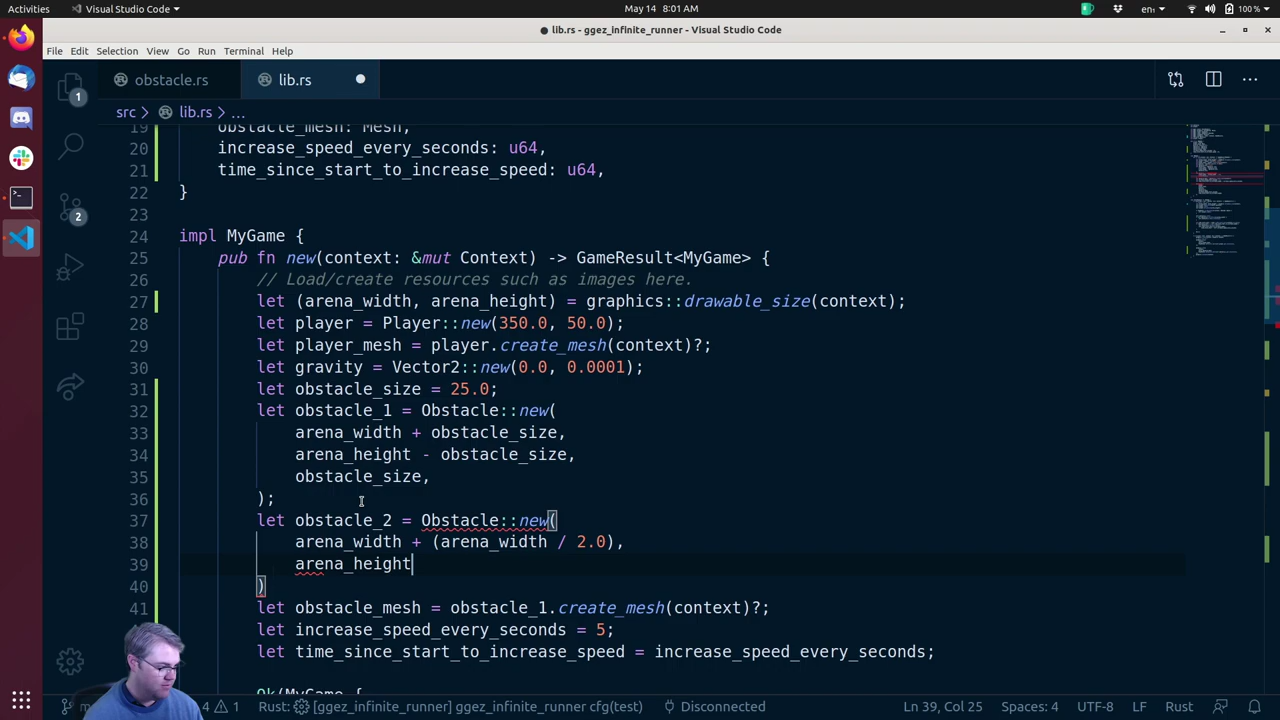 Activities
Visual Studio Code
May 14 8:01 AM
en
100 %
lib.rs - ggez_infinite_runner - Visual Studio Code
File Edit Selection View Go Run Terminal Help
obstacle.rs
lib.rs
src > lib.rs > ...
19 obstacle_mesh: Mesh,
20 increase_speed_every_seconds: u64,
21 time_since_start_to_increase_speed: u64,
22 }
23
24 impl MyGame {
25 pub fn new(context: &mut Context) -> GameResult<MyGame> {
26 // Load/create resources such as images here.
27 let (arena_width, arena_height) = graphics::drawable_size(context);
28 let player = Player::new(350.0, 50.0);
29 let player_mesh = player.create_mesh(context)?;
30 let gravity = Vector2::new(0.0, 0.0001);
31 let obstacle_size = 25.0;
32 let obstacle_1 = Obstacle::new(
33 arena_width + obstacle_size,
34 arena_height - obstacle_size,
35 obstacle_size,
36 );
37 let obstacle_2 = Obstacle::new(
38 arena_width + (arena_width / 2.0),
39 arena_height
40 )
41 let obstacle_mesh = obstacle_1.create_mesh(context)?;
let increase_speed_every_seconds = 5;
let time_since_start_to_increase_speed = increase_speed_every_seconds;
Ok(MyGame {
1
2
4 1
Rust: [ggez_infinite_runner] ggez_infinite_runner cfg(test)
Disconnected
Ln 39, Col 25
Spaces: 4
UTF-8
LF
Rust